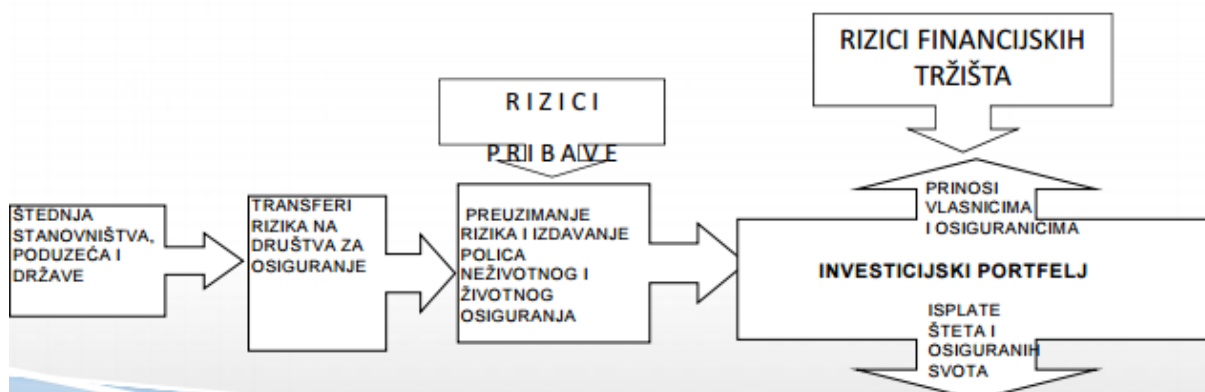 RIZICI FINANCIJSKIH
TRŽIŠTA
R I Z I C I
P R I B A V E
ŠTEDNJA
STANOVNIŠTVA,
PODUZEĆA I
DRŽAVE
TRANSFERI
RIZIKA NA
DRUŠTVA ZA
OSIGURANJE
PREUZIMANJE
RIZIKA I IZDAVANJE
POLICA
NEŽIVOTNOG I
ŽIVOTNOG
OSIGURANJA
PRINOSI
VLASNICIMA
I OSIGURANICIMA
INVESTICIJSKI PORTFELJ
ISPLATE
ŠTETA I
OSIGURANIH
SVOTA